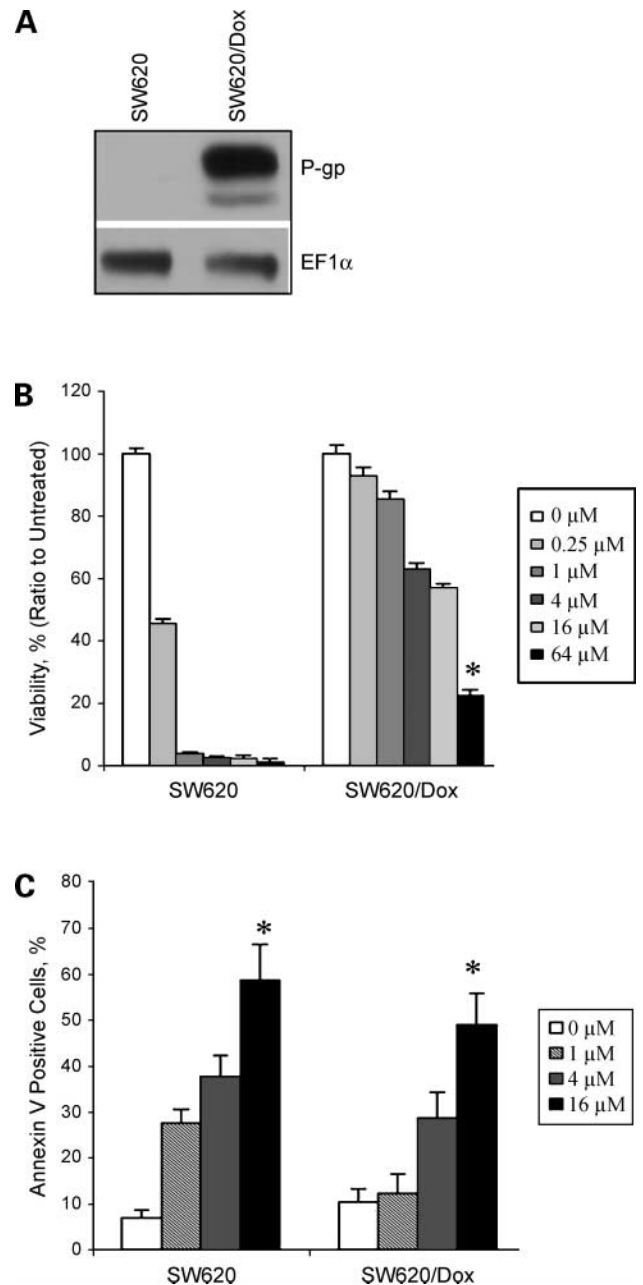 A
SW620
SW620/Dox
P-gp
EF1α
B
Viability, % (Ratio to Untreated)
120
100
80
60
40
20
0
*
SW620
SW620/Dox
0 µM
0.25 µM
1 µM
4 µM
16 µM
64 µM
C
Annexin V Positive Cells, %
80
70
60
50
40
30
20
10
0
*
*
SW620
SW620/Dox
0 µM
1 µM
4 µM
16 µM